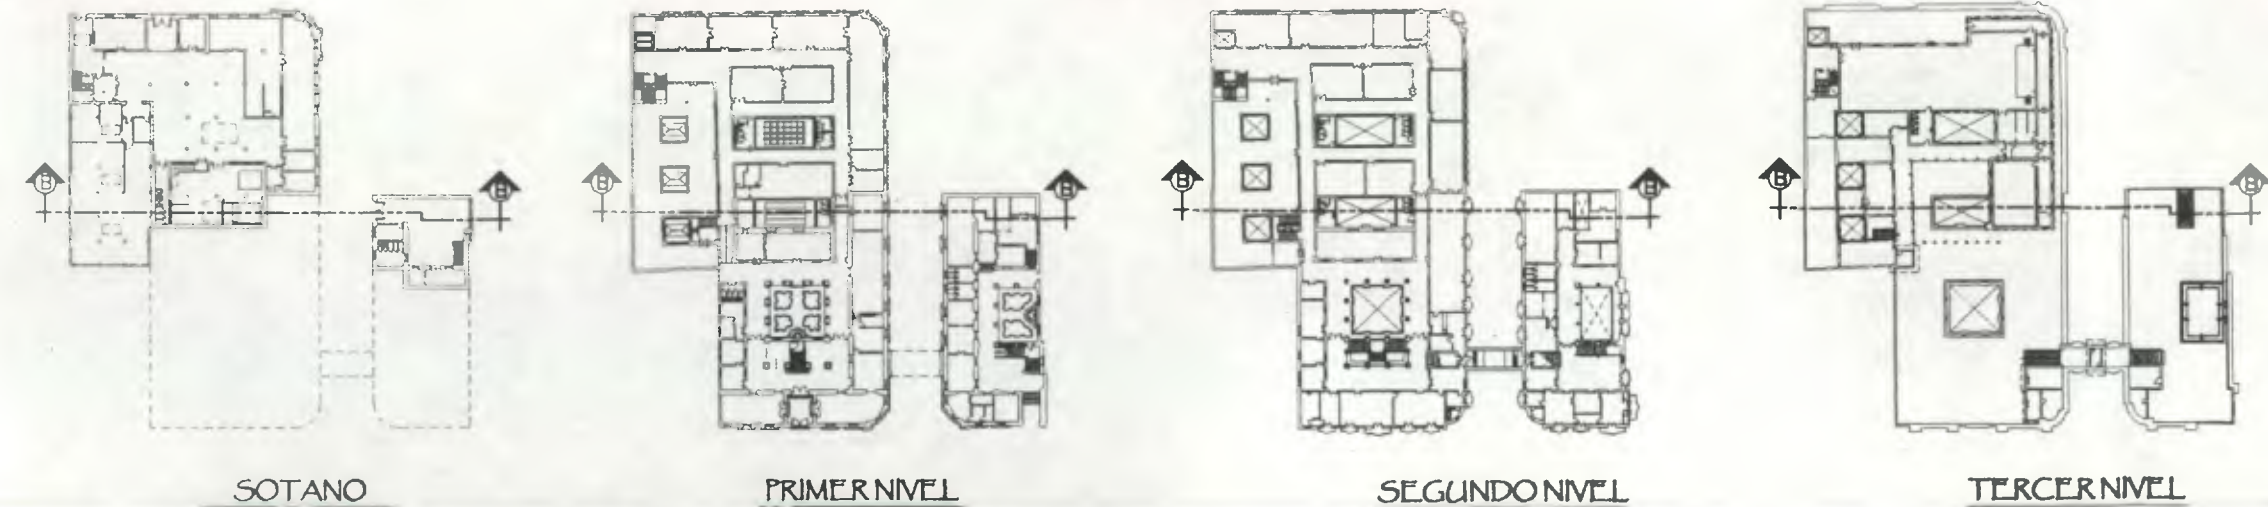 B B B B B B B B
SOTANO PRIMER NIVEL SEGUNDO NIVEL TERCER NIVEL